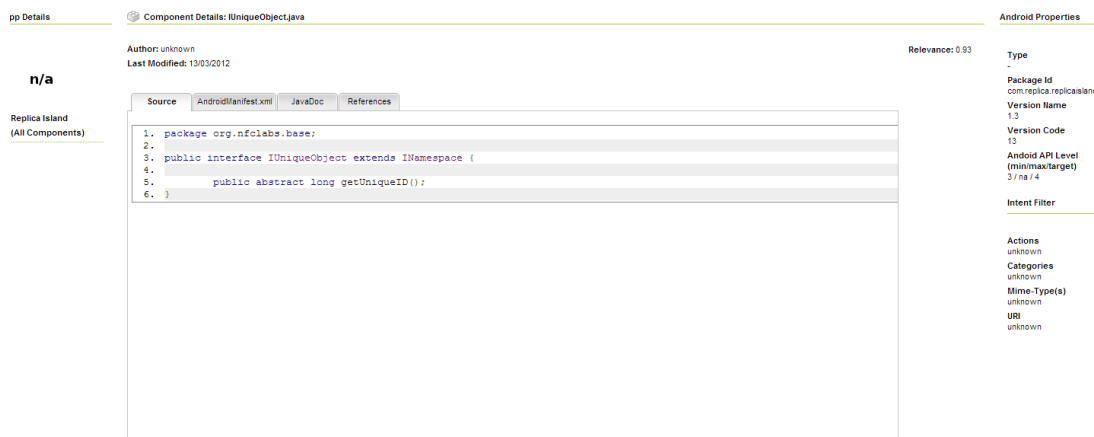 pp Details
n/a
Replica Island
(All Components)
Component Details: IUniqueObject.java
Author: unknown
Last Modified: 13/03/2012
Relevance: 0.93
Source AndroidManifest.xml JavaDoc References
1. package org.nfclabs.base;
2.
3. public interface IUniqueObject extends INamespace {
4.
5. public abstract long getUniqueID();
6. }
Android Properties
Type
-
Package Id
com.replica.replicaisland
Version Name
1.3
Version Code
13
Andoid API Level
(min/max/target)
3 / na / 4
Intent Filter
Actions
unknown
Categories
unknown
Mime-Type(s)
unknown
URI
unknown